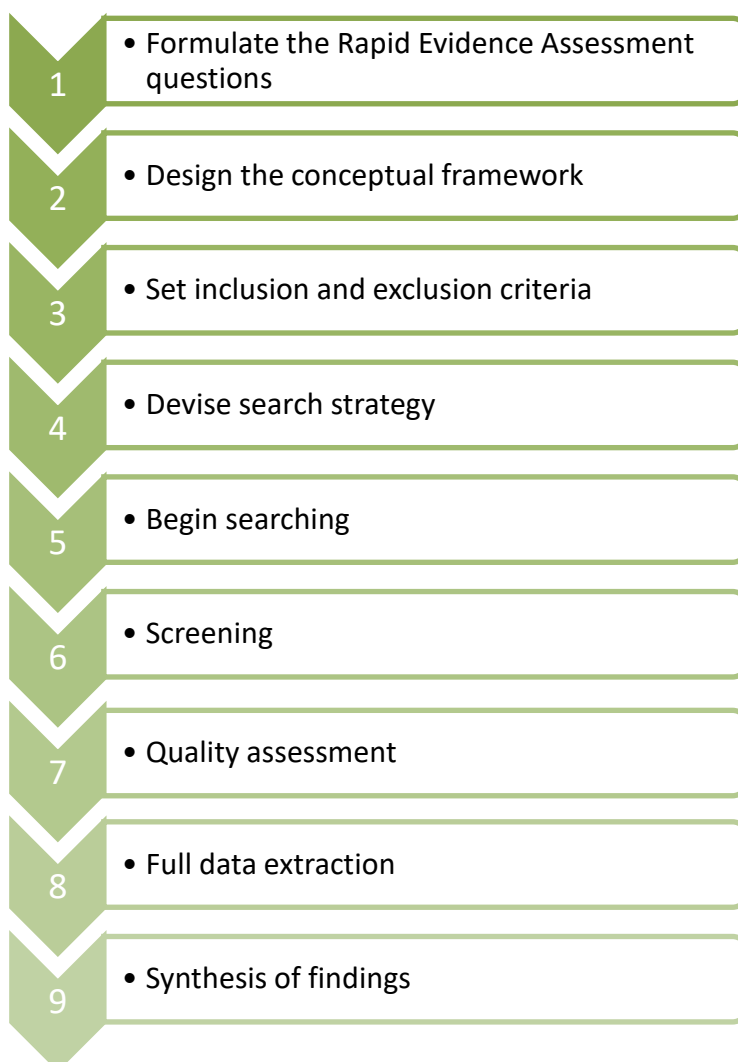 1
• Formulate the Rapid Evidence Assessment
questions
2
• Design the conceptual framework
3
• Set inclusion and exclusion criteria
4
• Devise search strategy
5
• Begin searching
6
• Screening
7
• Quality assessment
8
• Full data extraction
9
• Synthesis of findings